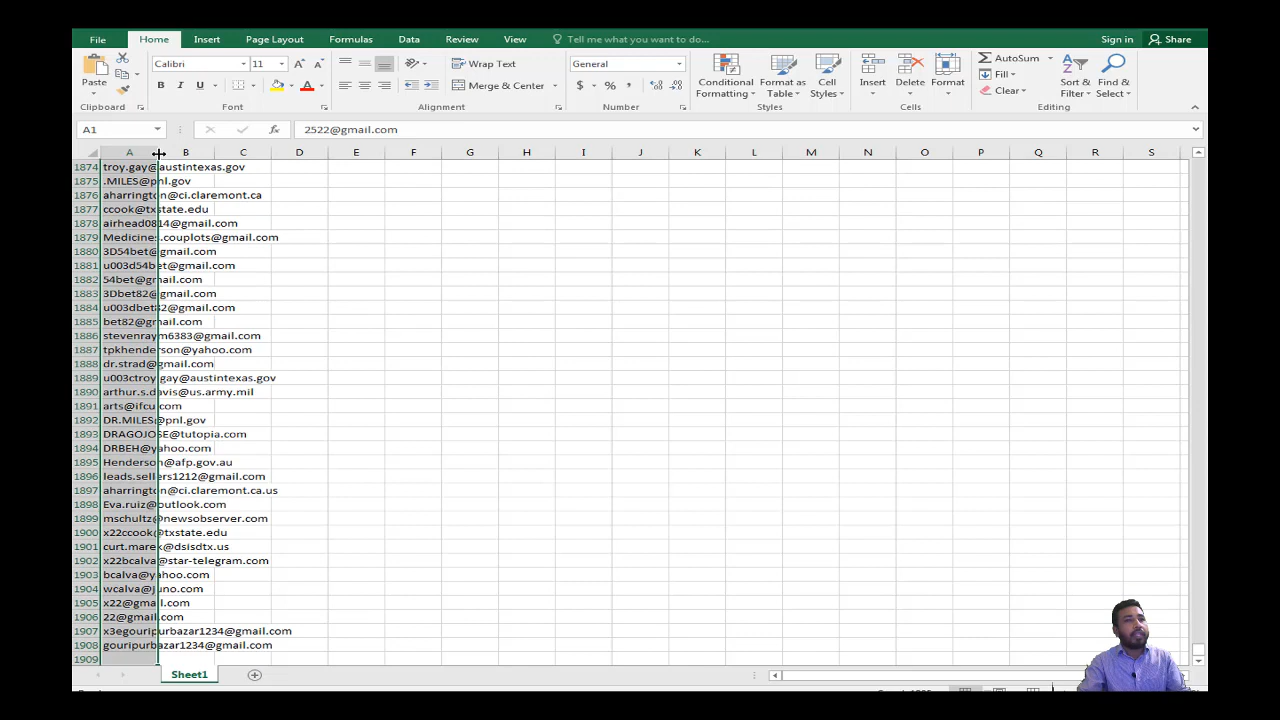 File Home Insert Page Layout Formulas Data Review View Tell me what you want to do... Sign in Share
Paste Calibri 11 Wrap Text General Conditional Format as Cell Insert Delete Format AutoSum Sort & Find &
B I U Merge & Center $ % Formatting Table Styles Fill Filter Select
Clear
Clipboard Font Alignment Number Styles Cells Editing
A1 fx 2522@gmail.com
A B C D E F G H I J K L M N O P Q R S
1874 troy.gay@austintexas.gov
1875 .MILES@pnl.gov
1876 aharrington@ci.claremont.ca
1877 ccook@txstate.edu
1878 airhead0814@gmail.com
1879 Medicines.couplots@gmail.com
1880 3D54bet@gmail.com
1881 u003d54bet@gmail.com
1882 54bet@gmail.com
1883 3Dbet82@gmail.com
1884 u003dbet82@gmail.com
1885 bet82@gmail.com
1886 stevenraym6383@gmail.com
1887 tpkhenderson@yahoo.com
1888 dr.strad@gmail.com
1889 u003ctroy.gay@austintexas.gov
1890 arthur.s.davis@us.army.mil
1891 arts@ifcu.com
1892 DR.MILES@pnl.gov
1893 DRAGOJOSE@tutopia.com
1894 DRBEH@yahoo.com
1895 Henderson@afp.gov.au
1896 leads.sellers1212@gmail.com
1897 aharrington@ci.claremont.ca.us
1898 Eva.ruiz@outlook.com
1899 mschultz@newsobserver.com
1900 x22ccook@txstate.edu
1901 curt.marek@dsisdtx.us
1902 x22bcalva@star-telegram.com
1903 bcalva@yahoo.com
1904 wcalva@juno.com
1905 x22@gmail.com
1906 22@gmail.com
1907 x3egouripurbazar1234@gmail.com
1908 gouripurbazar1234@gmail.com
1909
Sheet1